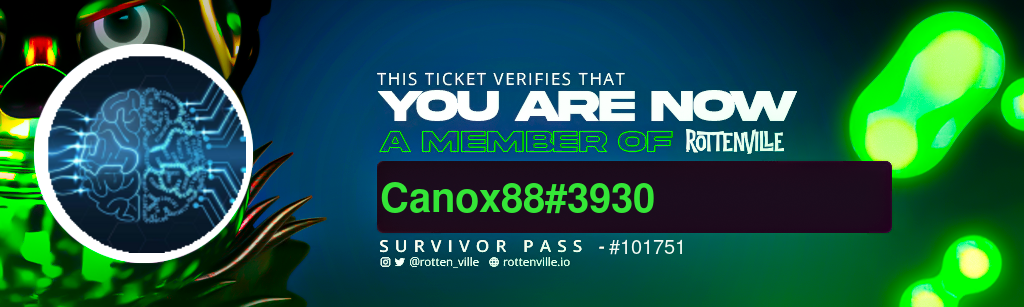 THIS TICKET VERIFIES THAT
YOU ARE NOW
A MEMBER OF ROTTENVILLE
Canox88#3930
SURVIVOR PASS - #101751
@rotten_ville rottenville.io